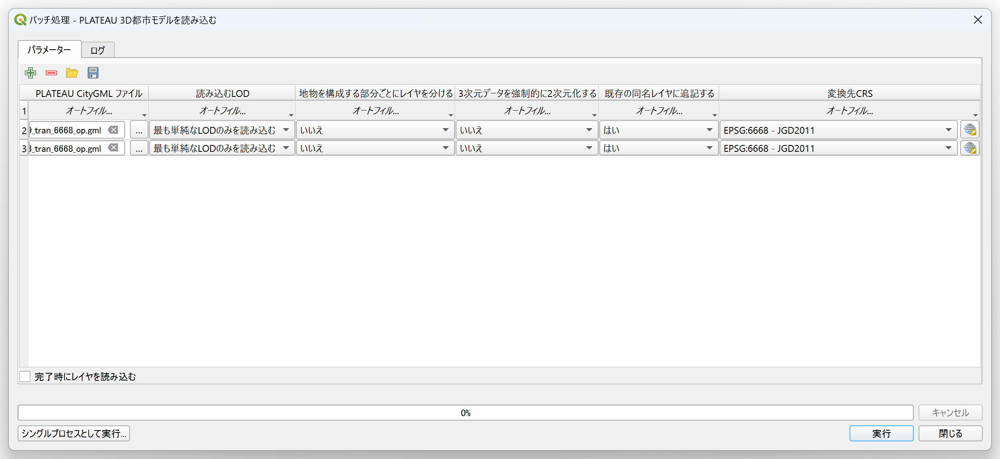 バッチ処理 - PLATEAU 3D都市モデルを読み込む
パラメーター ログ
PLATEAU CityGML ファイル 読み込むLOD 地物を構成する部分ごとにレイヤを分ける 3次元データを強制的に2次元化する 既存の同名レイヤに追記する 変換先CRS
1 オートフィル... オートフィル... オートフィル... オートフィル... オートフィル... オートフィル...
2 _tran_6668_op.gml ... 最も単純なLODのみを読み込む いいえ いいえ はい EPSG:6668 - JGD2011
3 _tran_6668_op.gml ... 最も単純なLODのみを読み込む いいえ いいえ はい EPSG:6668 - JGD2011
完了時にレイヤを読み込む
0% キャンセル
シングルプロセスとして実行... 実行 閉じる